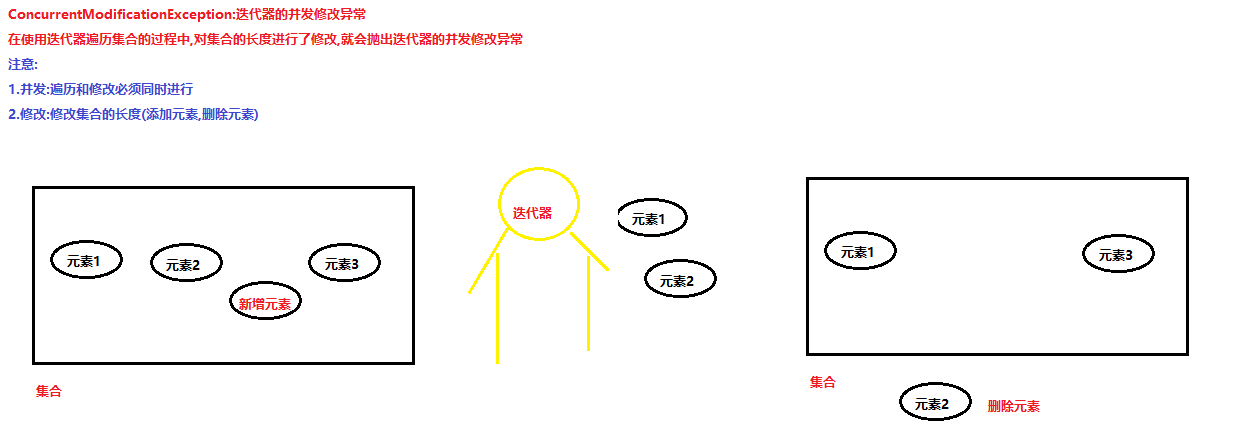 ConcurrentModificationException:迭代器的并发修改异常
在使用迭代器遍历集合的过程中,对集合的长度进行了修改,就会抛出迭代器的并发修改异常
注意:
1.并发:遍历和修改必须同时进行
2.修改:修改集合的长度(添加元素,删除元素)
元素1
元素2
新增元素
元素3
集合
迭代器
元素1
元素2
元素1
元素3
集合
元素2
删除元素